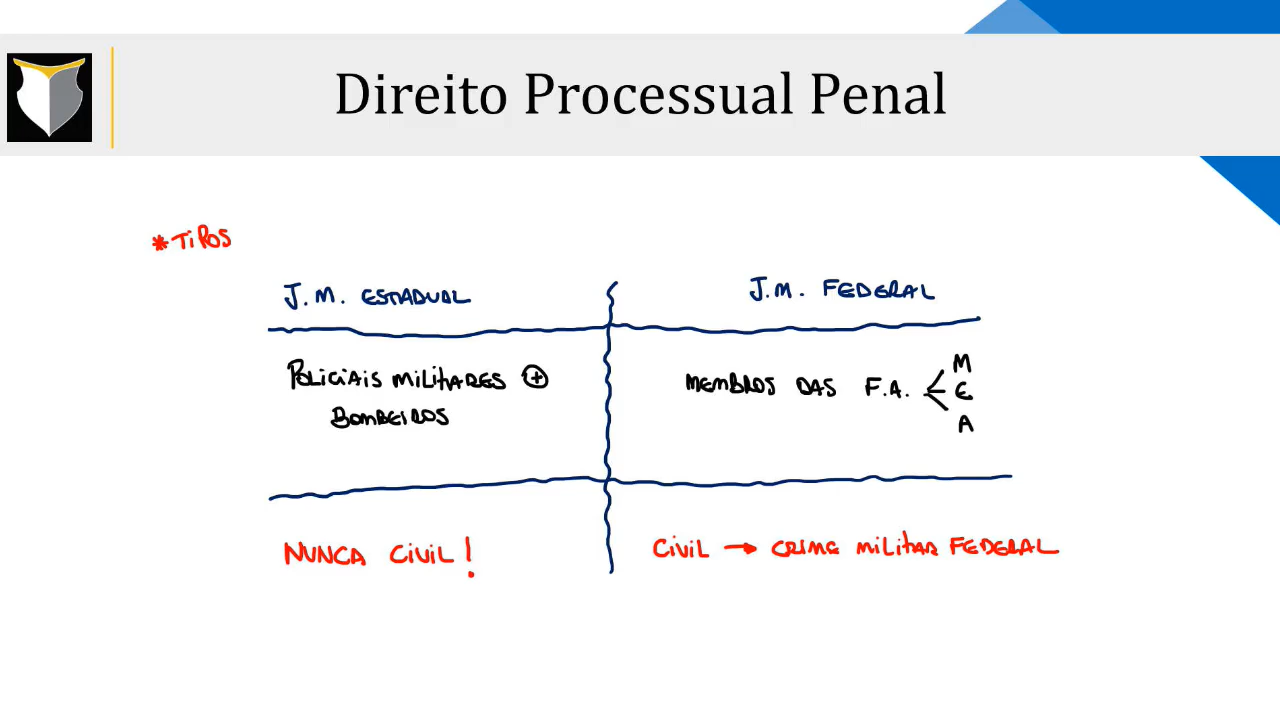 Direito Processual Penal
* TIPOS
J.M. ESTADUAL
J.M. FEDERAL
POLICIAIS MILITARES +
BOMBEIROS
MEMBROS DAS F.A.
M
E
A
NUNCA CIVIL!
CIVIL → CRIME MILITAR FEDERAL